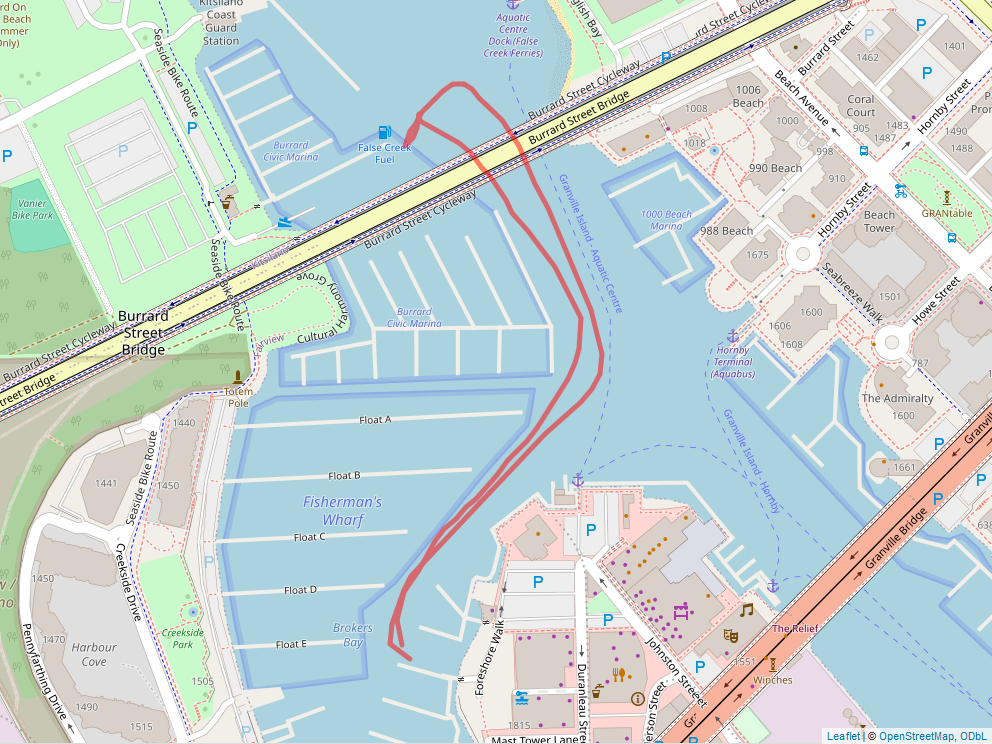 Kitsilano
Coast
Guard
Station
Aquatic
Centre
Dock (False
Creek Ferries)
English Bay
Seaside Bike Route
Burrard Street Cycleway
Burrard Street
1462
1401
1006
Beach
1008
1018
Beach Avenue
Coral
Court
1000
905
1483
1487
1490
1488
Hornby Street
998
990 Beach
910
Burrard
Civic Marina
False Creek
Fuel
Burrard Street Cycleway
Burrard Street Bridge
Vanier
Bike Park
Granville Island - Aquatic Centre
1000 Beach
Marina
988 Beach
1675
Hornby Street
Beach
Tower
GRANtable
Burrard Street Cycleway
Kitsilano
Seaside Bike Route
Cultural Harmony Grove
Fairview
Burrard
Civic Marina
Seabreeze Walk
1501
Howe Street
1600
1606
1608
787
Hornby
Terminal
(Aquabus)
The Admiralty
1600
1661
Burrard Street Cycleway
Burrard
Street
Bridge
Street Bridge
Totem
Pole
1440
1441
1450
Seaside Bike Route
Float A
Float B
Fisherman's
Wharf
Float C
Float D
Float E
Brokers
Bay
Granville Island - Hornby
Granville Bridge
Creekside Drive
1450
1470
Harbour
Cove
1490
1515
1505
Creekside
Park
Pennyfarthing Drive
Foreshore Walk
Duranleau Street
Johnston Street
The Relief
1551
Winches
1815
Mast Tower Lane
Leaflet | © OpenStreetMap, ODbL